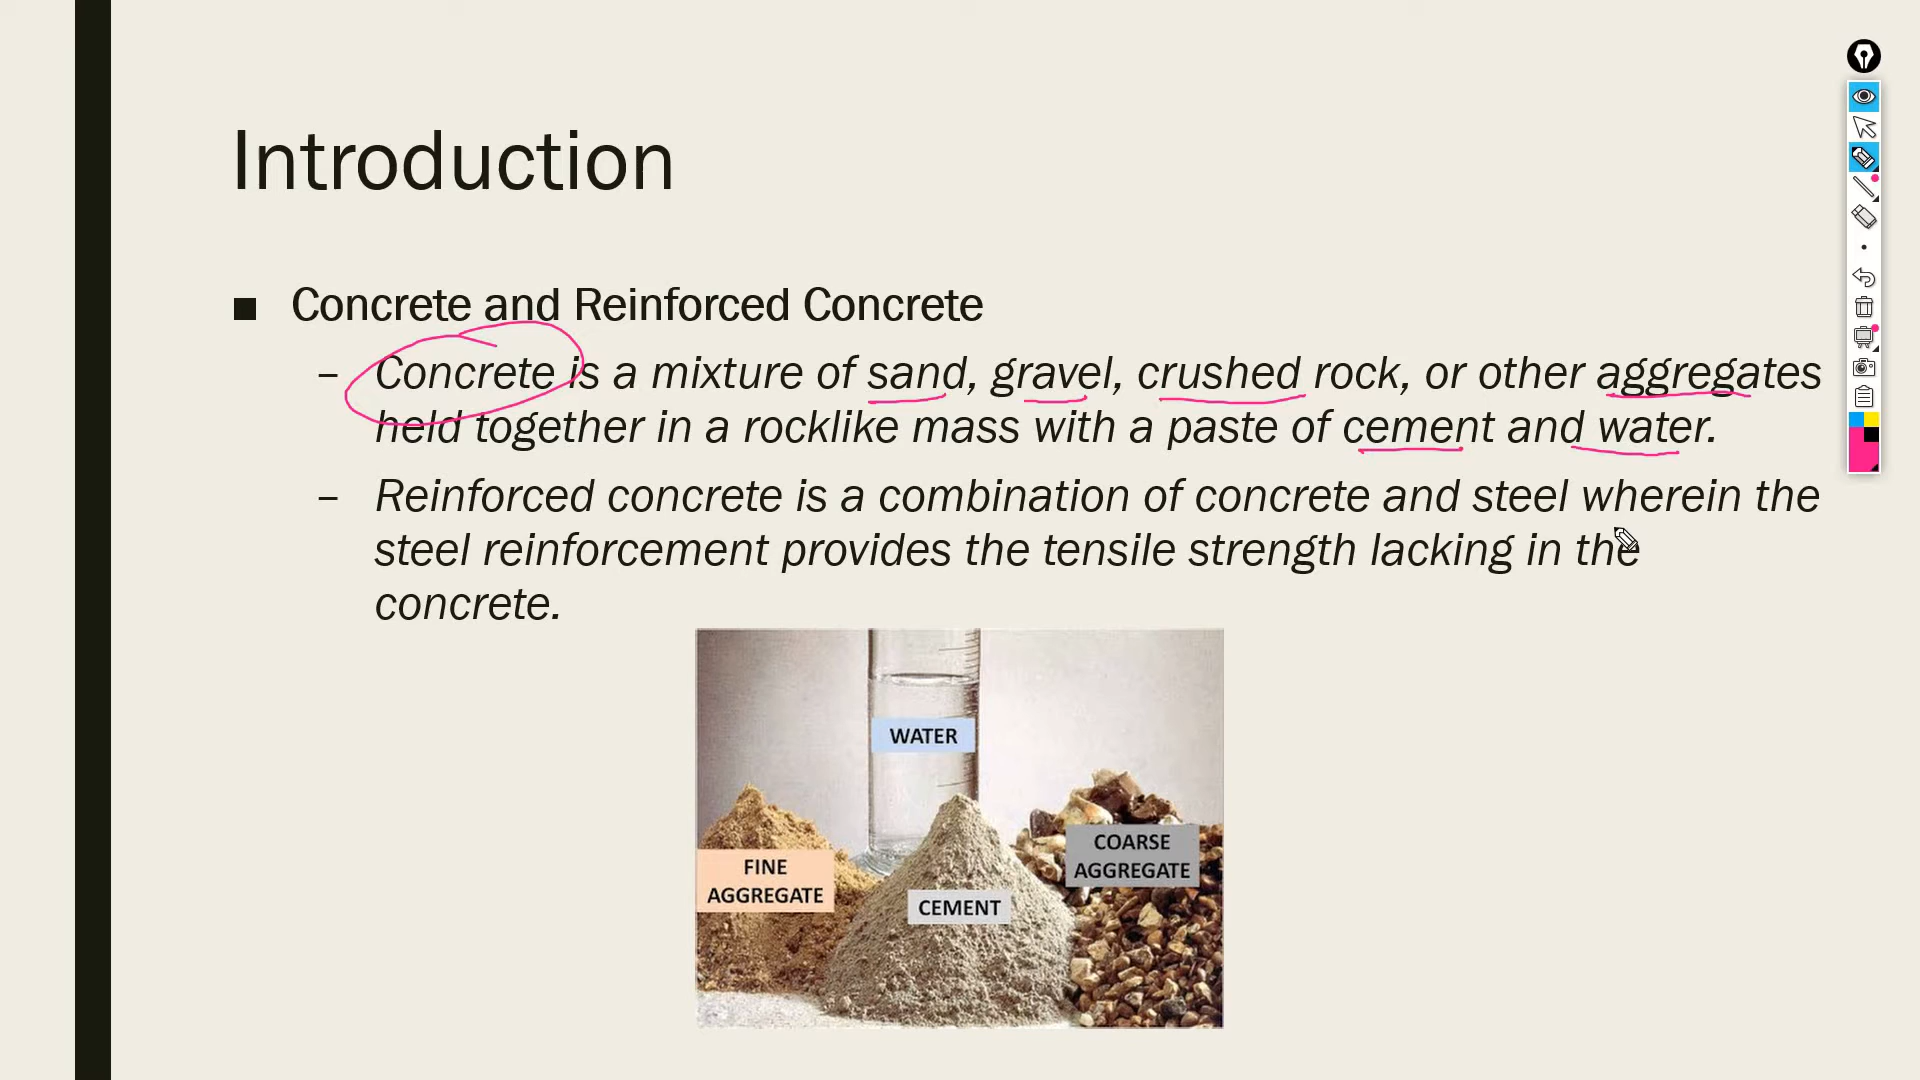 Introduction
■ Concrete and Reinforced Concrete
– Concrete is a mixture of sand, gravel, crushed rock, or other aggregates
held together in a rocklike mass with a paste of cement and water.
– Reinforced concrete is a combination of concrete and steel wherein the
steel reinforcement provides the tensile strength lacking in the
concrete.
WATER
COARSE
AGGREGATE
FINE
AGGREGATE
CEMENT